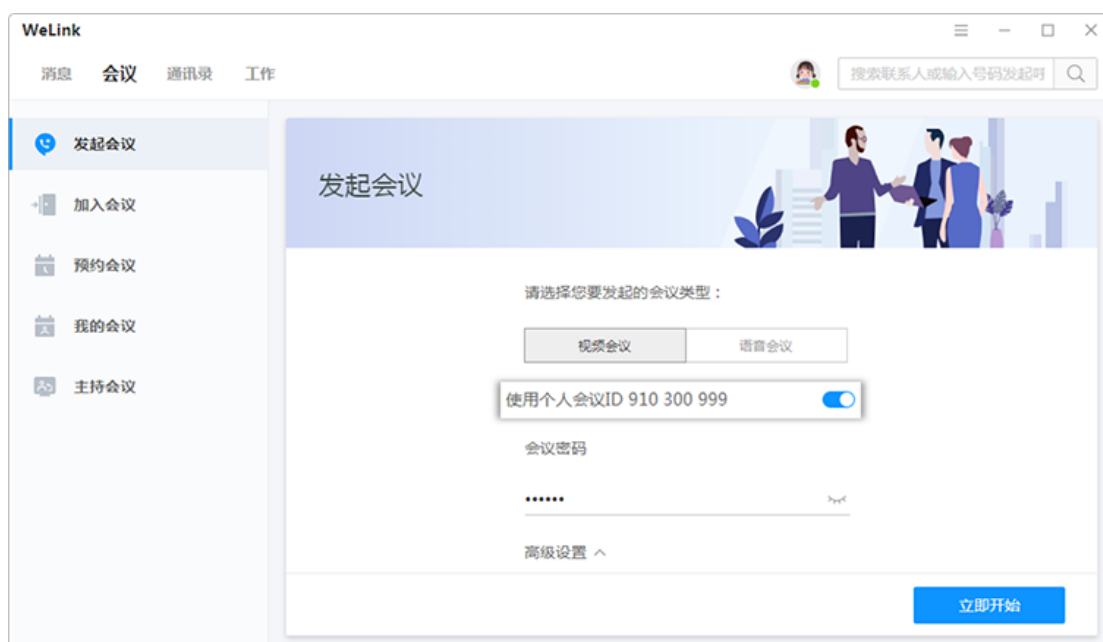 WeLink
消息 会议 通讯录 工作
搜索联系人或输入号码发起呼
发起会议
加入会议
预约会议
我的会议
主持会议
发起会议
请选择您要发起的会议类型：
视频会议 语音会议
使用个人会议ID 910 300 999
会议密码
••••••
高级设置
立即开始